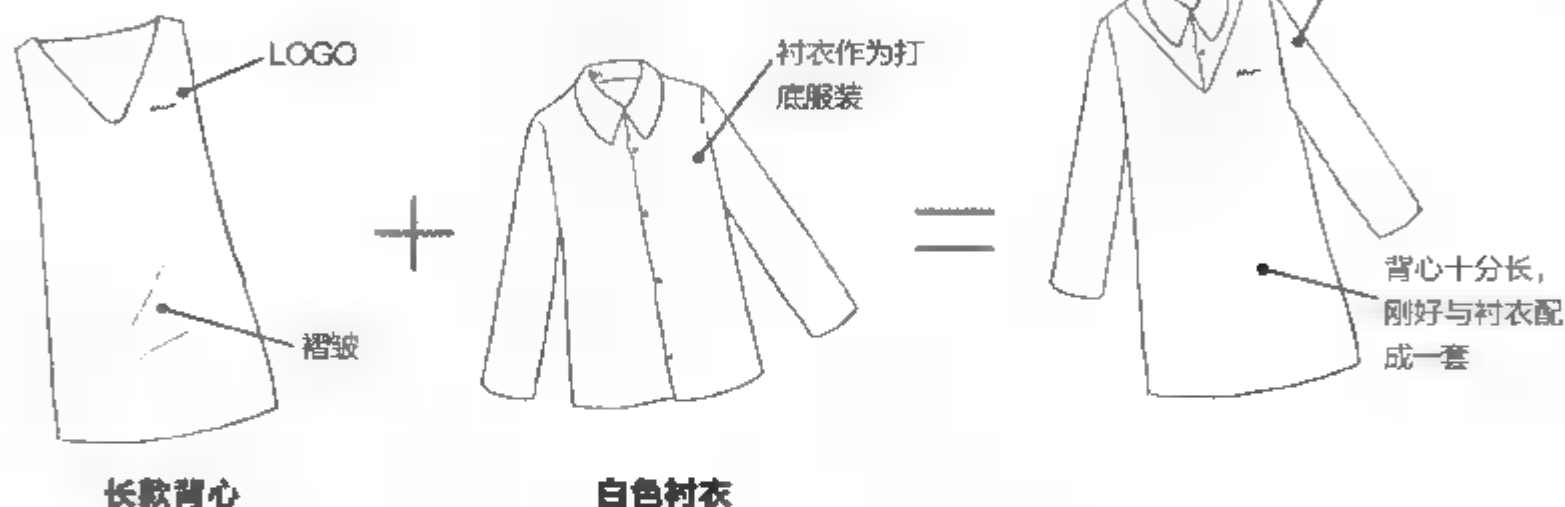 LOGO
褶皱
长款背心
衬衣作为打
底服装
白色衬衣
背心十分长，
刚好与衬衣配
成一套